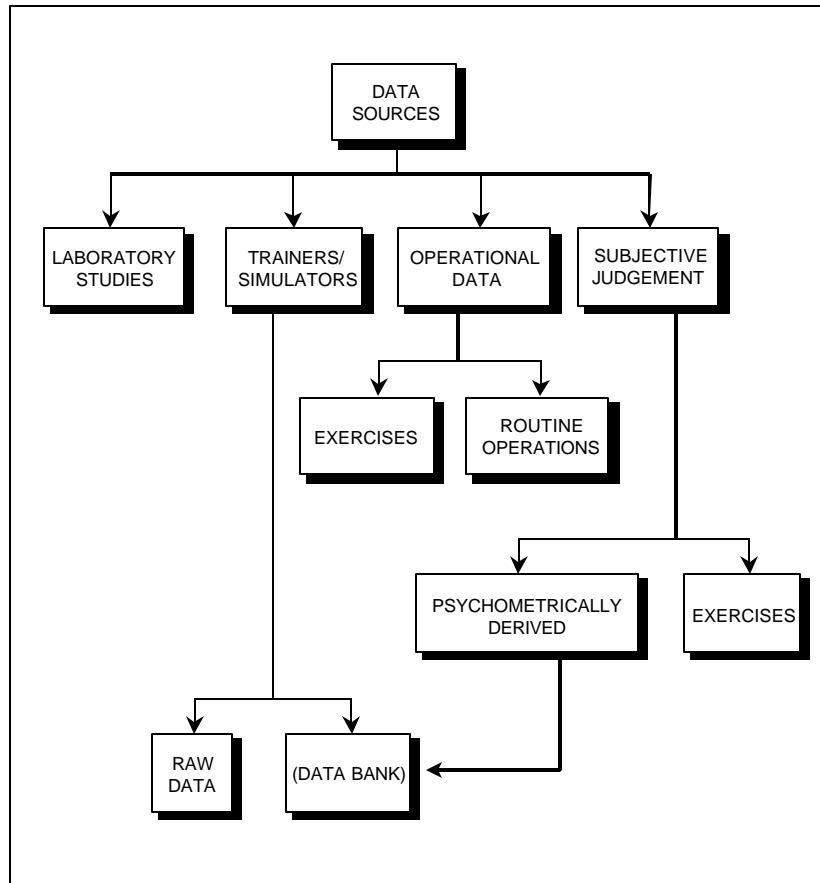 DATA
SOURCES
LABORATORY
STUDIES
TRAINERS/
SIMULATORS
OPERATIONAL
DATA
SUBJECTIVE
JUDGEMENT
EXERCISES
ROUTINE
OPERATIONS
PSYCHOMETRICALLY
DERIVED
EXERCISES
RAW
DATA
(DATA BANK)